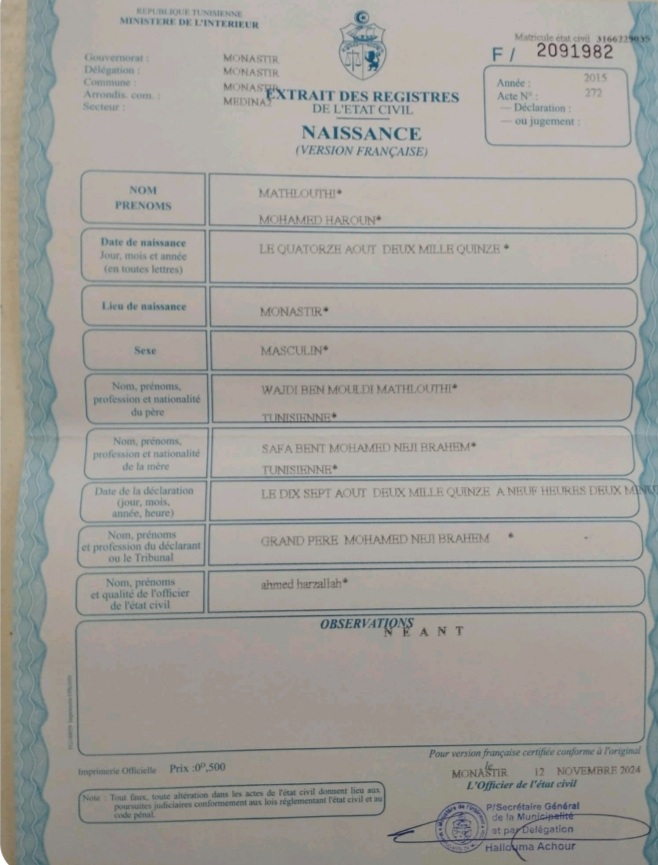 REPUBLIQUE TUNISIENNE
MINISTERE DE L'INTERIEUR
Matricule état civil 3166229035
F / 2091982
Gouvernorat : MONASTIR
Délégation : MONASTIR
Commune : MONASTIR
Arrondis. com. : MEDINA2
Secteur :
EXTRAIT DES REGISTRES
DE L'ETAT CIVIL
NAISSANCE
(VERSION FRANÇAISE)
Année : 2015
Acte N° : 272
— Déclaration :
— ou jugement :
NOM MATHLOUTHI*
PRENOMS MOHAMED HAROUN*
Date de naissance
Jour, mois et année
(en toutes lettres)
LE QUATORZE AOUT DEUX MILLE QUINZE *
Lieu de naissance MONASTIR*
Sexe MASCULIN*
Nom, prénoms,
profession et nationalité
du père
WAJDI BEN MOULDI MATHLOUTHI*
TUNISIENNE*
Nom, prénoms,
profession et nationalité
de la mère
SAFA BENT MOHAMED NEJI BRAHEM*
TUNISIENNE*
Date de la déclaration
(jour, mois,
année, heure)
LE DIX SEPT AOUT DEUX MILLE QUINZE A NEUF HEURES DEUX
Nom, prénoms
et profession du déclarant
ou le Tribunal
GRAND PERE MOHAMED NEJI BRAHEM *
Nom, prénoms
et qualité de l'officier
de l'état civil
ahmed harzallah*
OBSERVATIONS
N E A N T
Pour version française certifiée conforme à l'original
Imprimerie Officielle Prix :0ᴰ,500
le
MONASTIR 12 NOVEMBRE 2024
L'Officier de l'état civil
Note : Tout faux, toute altération dans les actes de l'état civil donnent lieu aux
poursuites judiciaires conformement aux lois réglementant l'état civil et au
code pénal.
P/Secrétaire Général
de la Municipalité
et par Délégation
Hallouma Achour